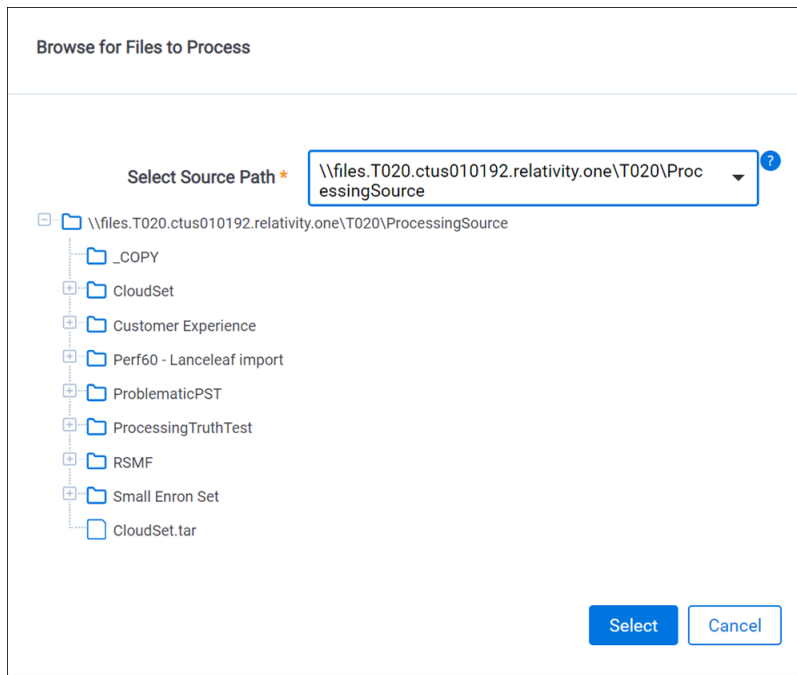 Browse for Files to Process
Select Source Path *
\\files.T020.ctus010192.relativity.one\T020\Proc
essingSource
?
\\files.T020.ctus010192.relativity.one\T020\ProcessingSource
_COPY
CloudSet
Customer Experience
Perf60 - Lanceleaf import
ProblematicPST
ProcessingTruthTest
RSMF
Small Enron Set
CloudSet.tar
Select
Cancel